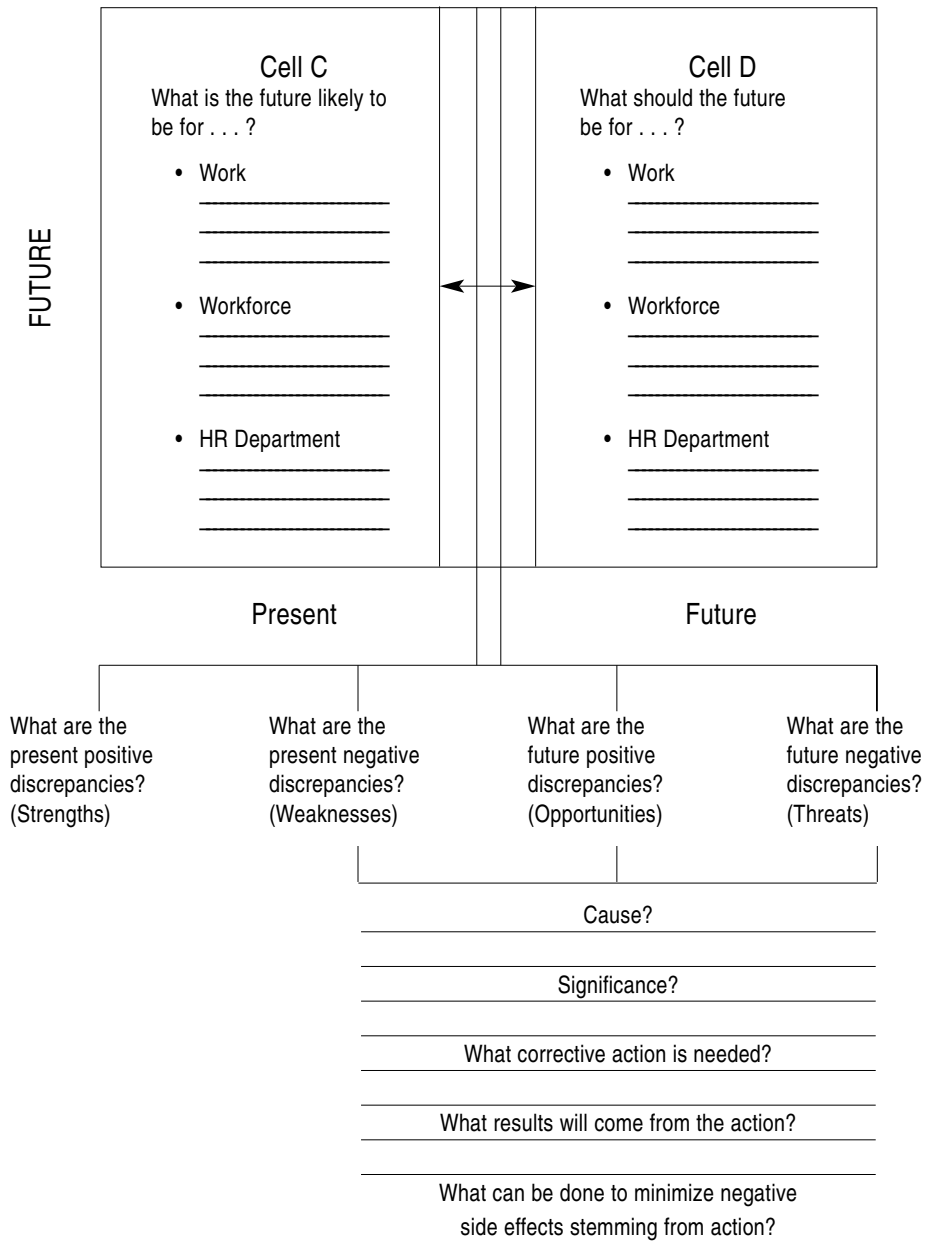 FUTURE
Cell C
What is the future likely to
be for . . . ?
• Work
• Workforce
• HR Department
Cell D
What should the future
be for . . . ?
• Work
• Workforce
• HR Department
Present
Future
What are the
present positive
discrepancies?
(Strengths)
What are the
present negative
discrepancies?
(Weaknesses)
What are the
future positive
discrepancies?
(Opportunities)
What are the
future negative
discrepancies?
(Threats)
Cause?
Significance?
What corrective action is needed?
What results will come from the action?
What can be done to minimize negative
side effects stemming from action?